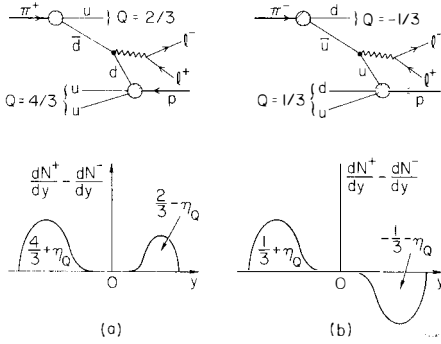 π⁺ u } Q = 2/3
d̄ ℓ⁻
d ℓ⁺
Q = 4/3 { u u p
π⁻ d } Q = -1/3
ū ℓ⁻
u ℓ⁺
Q = 1/3 { d u p
dN⁺/dy - dN⁻/dy
2/3 - η_Q
4/3 + η_Q
0 y
(a)
dN⁺/dy - dN⁻/dy
1/3 + η_Q
-1/3 - η_Q
0 y
(b)